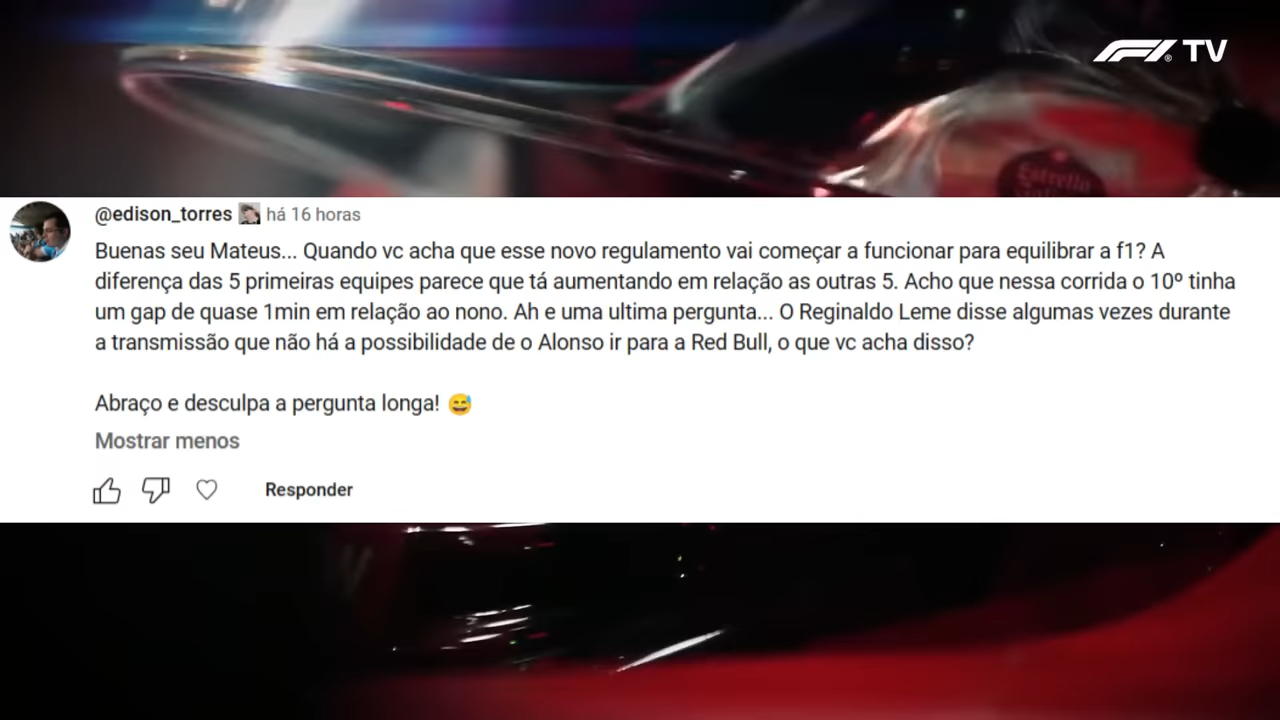 F1 TV
@edison_torres há 16 horas
Buenas seu Mateus... Quando vc acha que esse novo regulamento vai começar a funcionar para equilibrar a f1? A
diferença das 5 primeiras equipes parece que tá aumentando em relação as outras 5. Acho que nessa corrida o 10º tinha
um gap de quase 1min em relação ao nono. Ah e uma ultima pergunta... O Reginaldo Leme disse algumas vezes durante
a transmissão que não há a possibilidade de o Alonso ir para a Red Bull, o que vc acha disso?
Abraço e desculpa a pergunta longa! 😅
Mostrar menos
Responder
Estrella